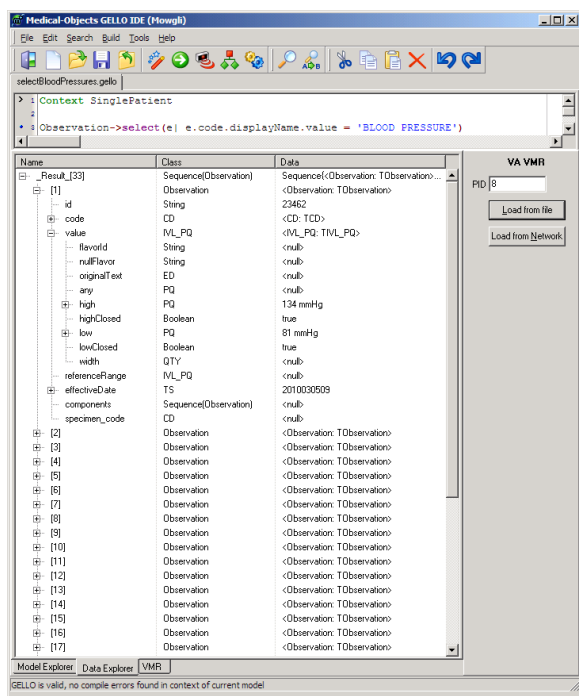 Medical-Objects GELLO IDE (Mowgli)
File Edit Search Build Tools Help
selectBloodPressures.gello
1 Context SinglePatient
2
3 Observation->select(e| e.code.displayName.value = 'BLOOD PRESSURE')
Name Class Data
_Result_[33] Sequence(Observation) Sequence{<Observation: TObservation>...
[1] Observation <Observation: TObservation>
id String 23462
code CD <CD: TCD>
value IVL_PQ <IVL_PQ: TIVL_PQ>
flavorId String <null>
nullFlavor String <null>
originalText ED <null>
any PQ <null>
high PQ 134 mmHg
highClosed Boolean true
low PQ 81 mmHg
lowClosed Boolean true
width QTY <null>
referenceRange IVL_PQ <null>
effectiveDate TS 2010030509
components Sequence(Observation) <null>
specimen_code CD <null>
[2] Observation <Observation: TObservation>
[3] Observation <Observation: TObservation>
[4] Observation <Observation: TObservation>
[5] Observation <Observation: TObservation>
[6] Observation <Observation: TObservation>
[7] Observation <Observation: TObservation>
[8] Observation <Observation: TObservation>
[9] Observation <Observation: TObservation>
[10] Observation <Observation: TObservation>
[11] Observation <Observation: TObservation>
[12] Observation <Observation: TObservation>
[13] Observation <Observation: TObservation>
[14] Observation <Observation: TObservation>
[15] Observation <Observation: TObservation>
[16] Observation <Observation: TObservation>
[17] Observation <Observation: TObservation>
VA VMR
PID 8
Load from file
Load from Network
Model Explorer Data Explorer VMR
GELLO is valid, no compile errors found in context of current model